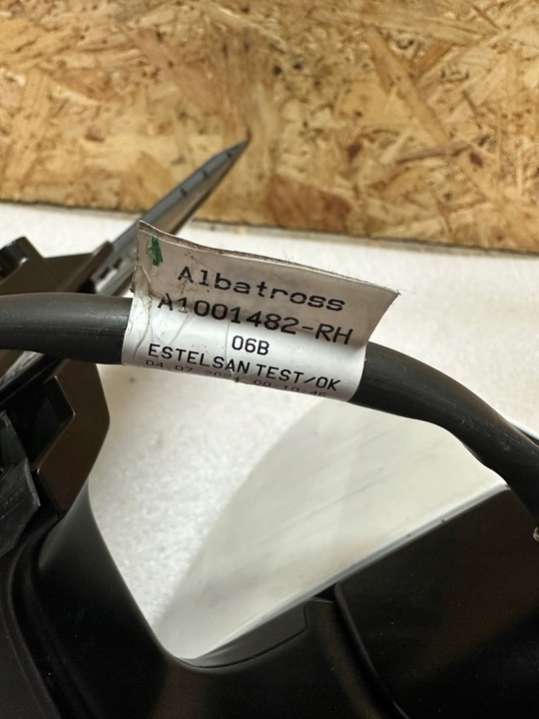 Albatross
A1001482-RH
06B
ESTELSAN TEST/OK